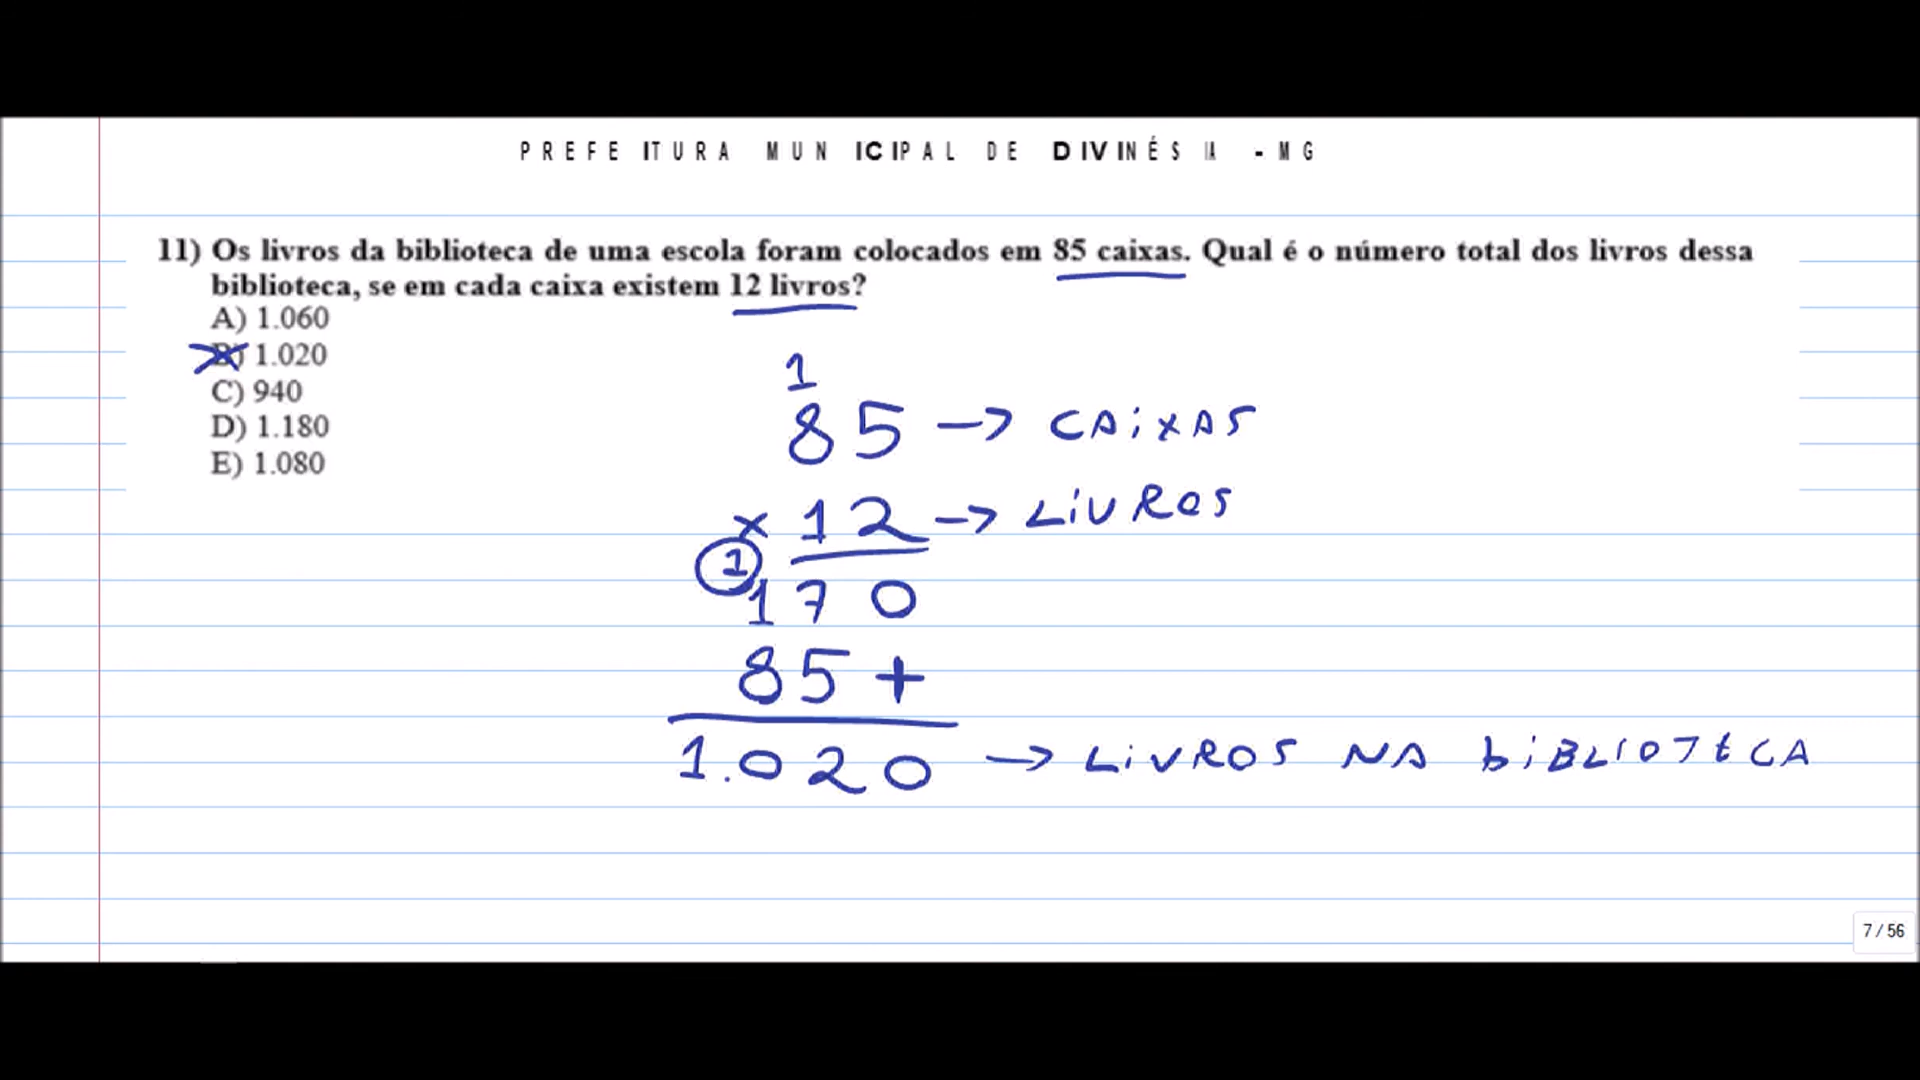 PREFEITURA MUNICIPAL DE DIVINÉSIA - MG
11) Os livros da biblioteca de uma escola foram colocados em 85 caixas. Qual é o número total dos livros dessa
biblioteca, se em cada caixa existem 12 livros?
A) 1.060
B) 1.020
C) 940
D) 1.180
E) 1.080
1
85 → CAIXAS
x 12 → LIVROS
1
170
85+
1.020 → LIVROS NA BIBLIOTECA
7 / 56